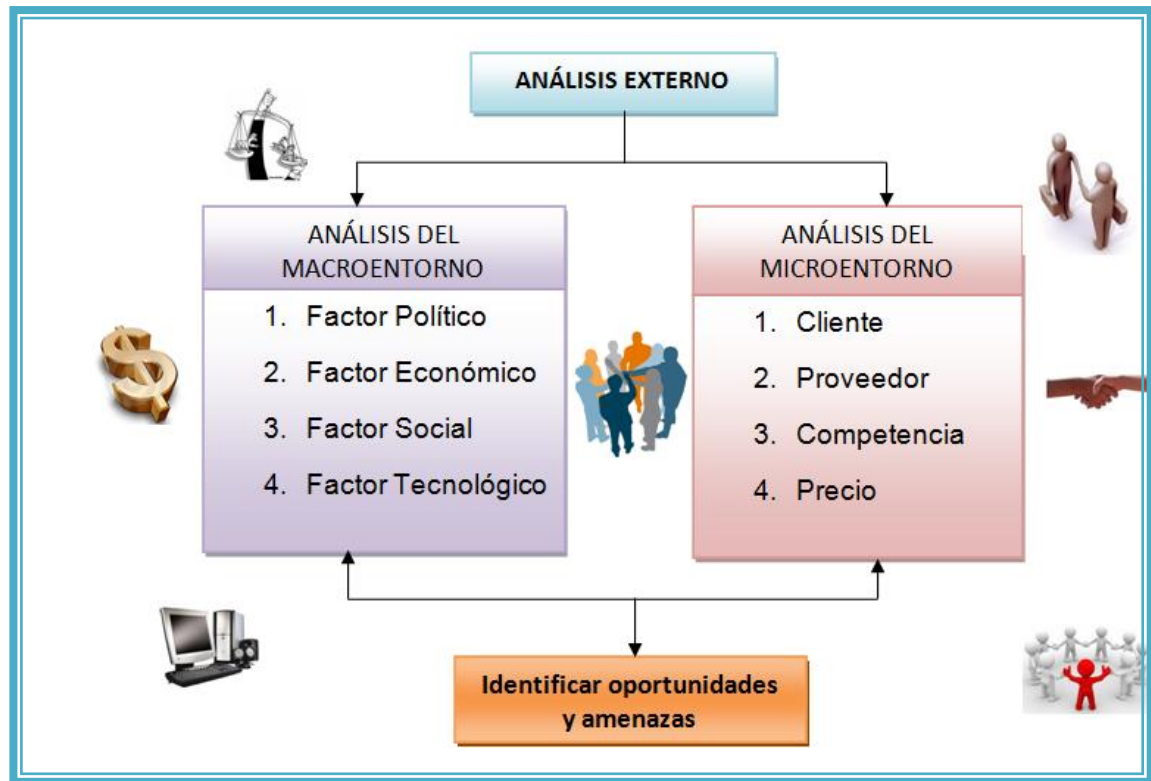 ANÁLISIS EXTERNO
ANÁLISIS DEL
MACROENTORNO
1. Factor Político
2. Factor Económico
3. Factor Social
4. Factor Tecnológico
ANÁLISIS DEL
MICROENTORNO
1. Cliente
2. Proveedor
3. Competencia
4. Precio
Identificar oportunidades
y amenazas